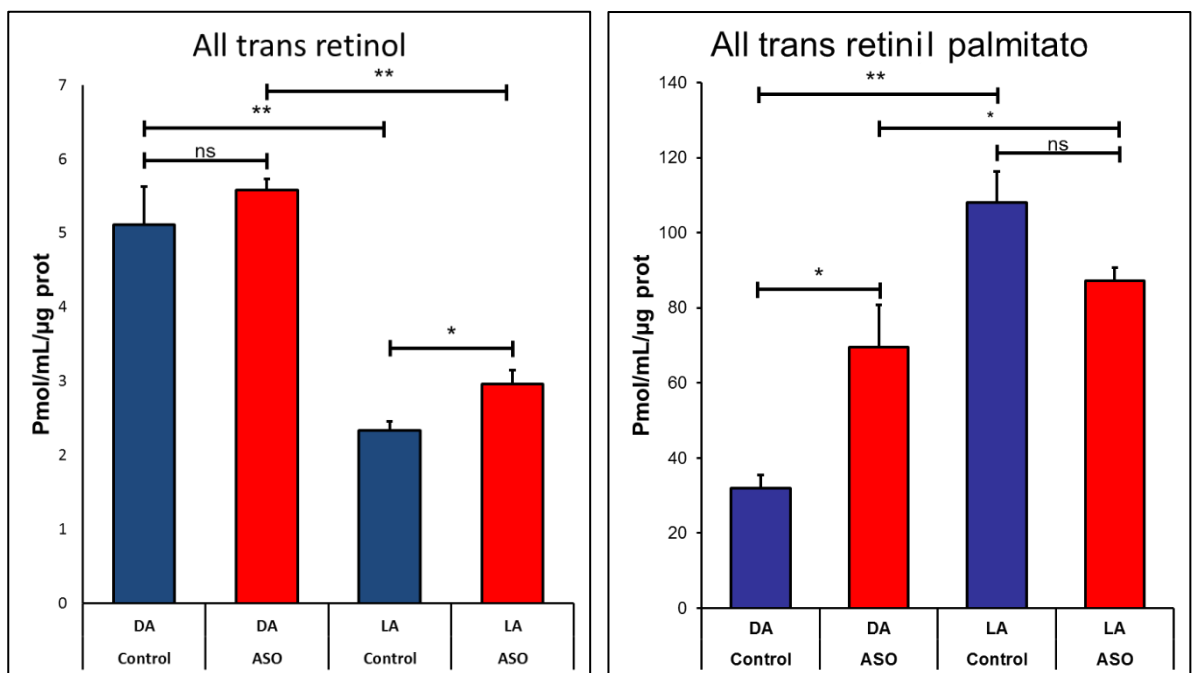 All trans retinol
7
6
5
4
3
2
1
0
Pmol/mL/µg prot
**
**
ns
*
DA
DA
LA
LA
Control
ASO
Control
ASO
All trans retinil palmitato
140
120
100
80
60
40
20
0
Pmol/mL/µg prot
**
*
ns
*
DA
DA
LA
LA
Control
ASO
Control
ASO